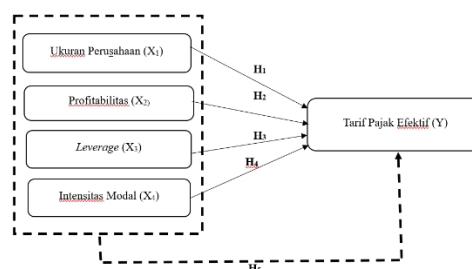 Ukuran Perusahaan (X1)
H1
Profitabilitas (X2)
H2
Tarif Pajak Efektif (Y)
Leverage (X3)
H3
H4
Intensitas Modal (X4)
H5